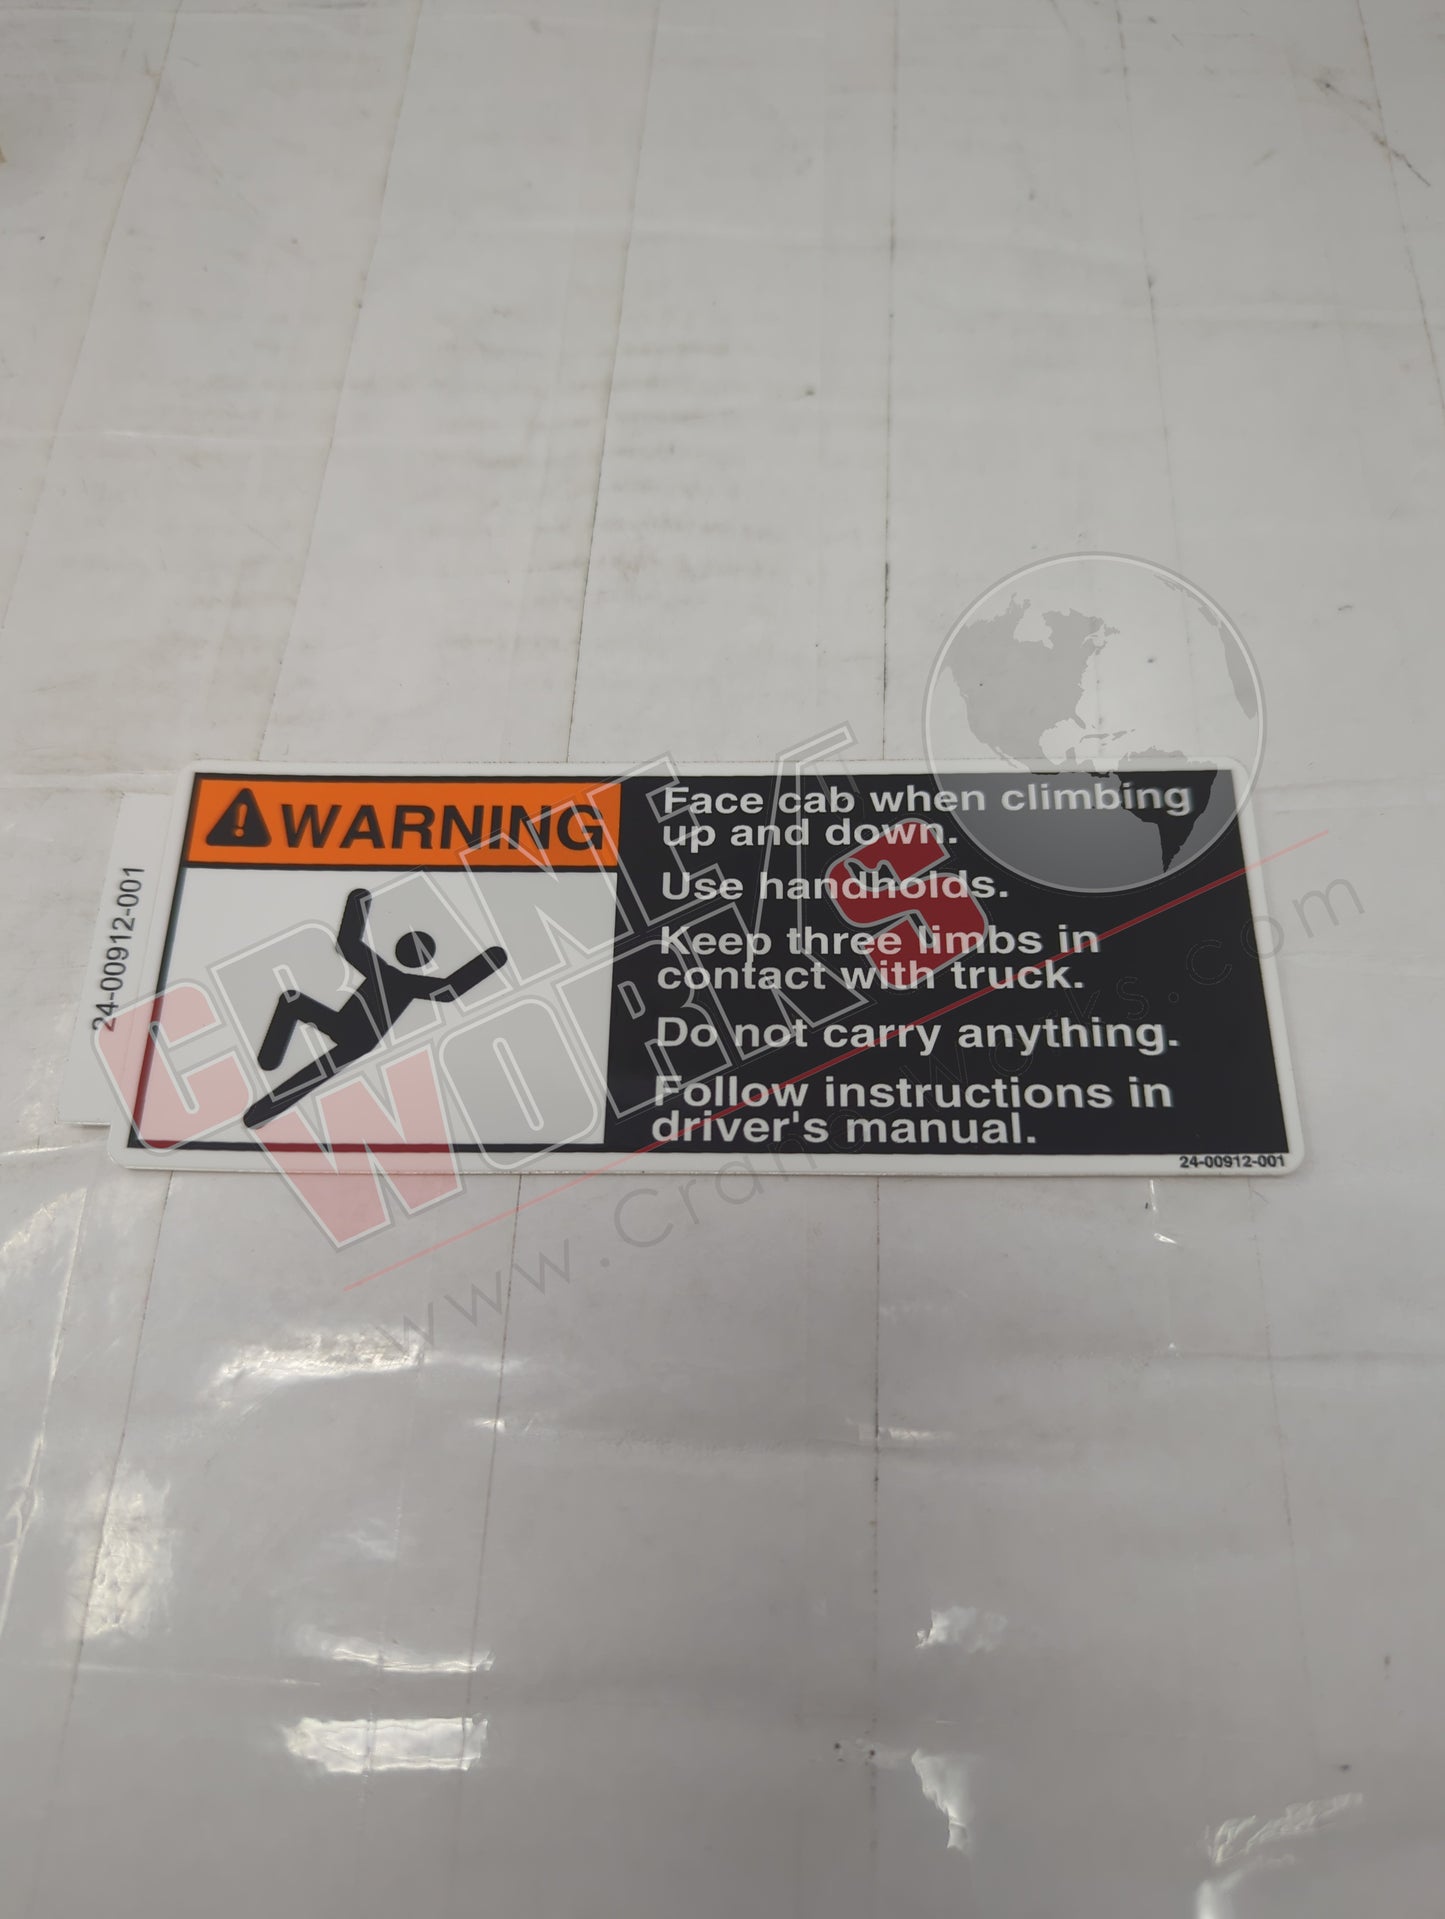 WARNING
Face cab when climbing
up and down.
Use handholds.
Keep three limbs in
contact with truck.
Do not carry anything.
Follow instructions in
driver's manual.
24-00912-001
24-00912-001
CRANE
WORKS
www.CraneWorks.com